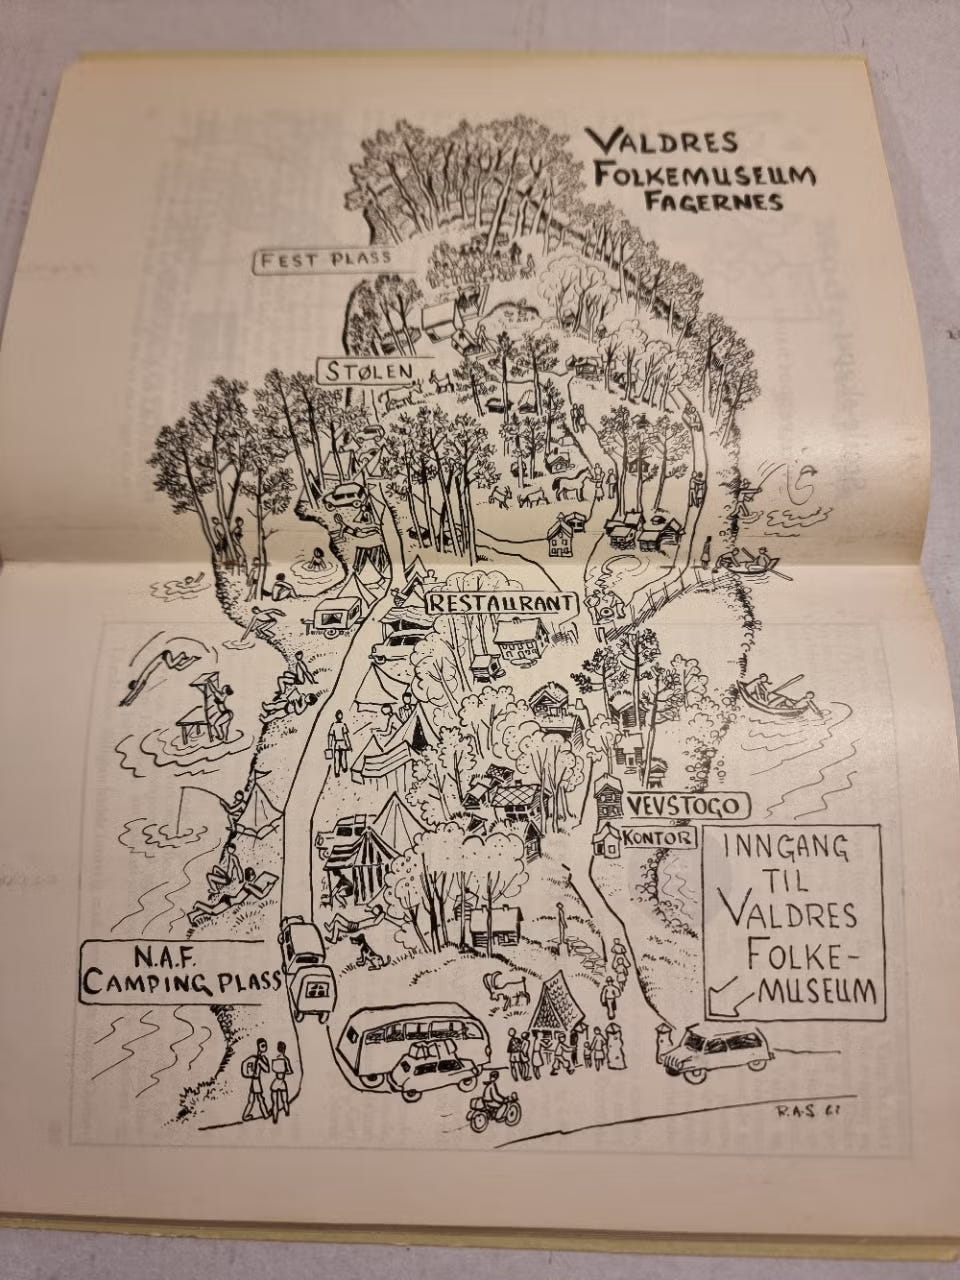 VALDRES
FOLKEMUSEUM
FAGERNES
FEST PLASS
STØLEN
RESTAURANT
VEVSTOGO
KONTOR
INNGANG
TIL
VALDRES
FOLKE-
MUSEUM
N.A.F.
CAMPING PLASS
R.A.S 61